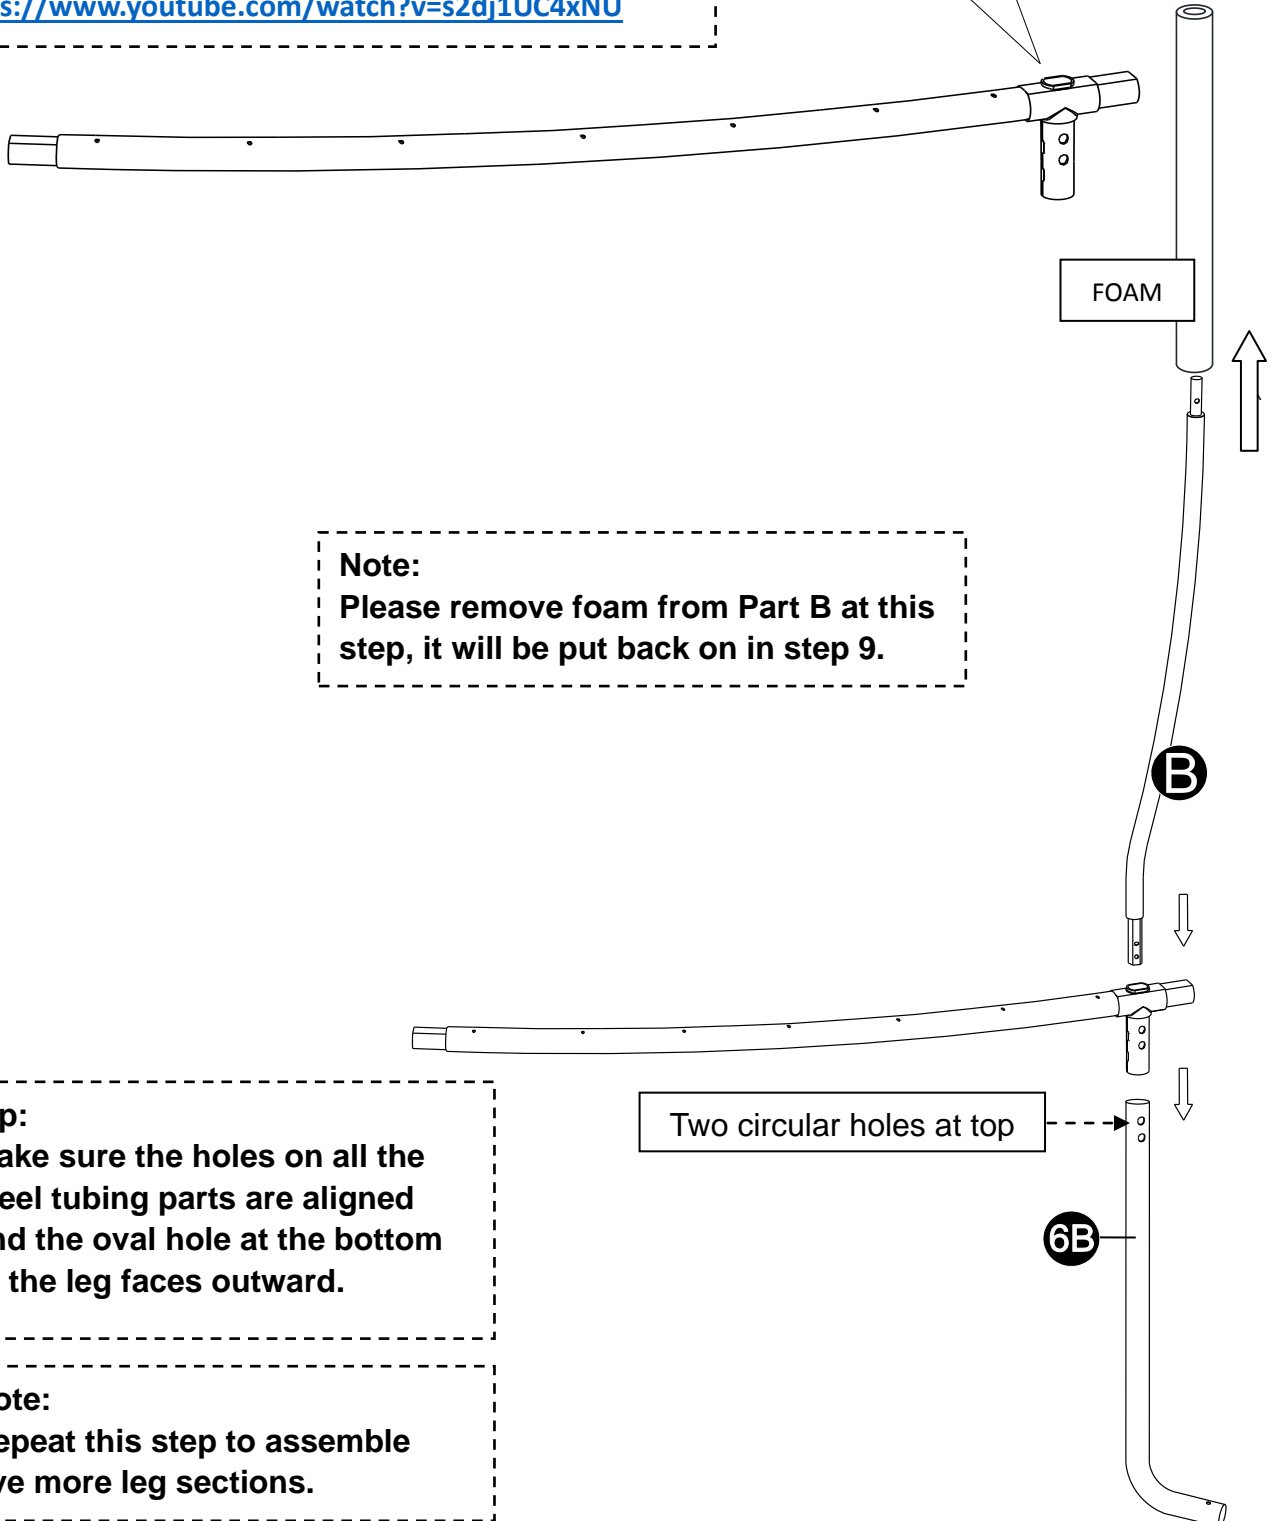 s://www.youtube.com/watch?v=s2dj1UC4xNU
FOAM
Note:
Please remove foam from Part B at this
step, it will be put back on in step 9.
B
Two circular holes at top
6B
p:
ake sure the holes on all the
eel tubing parts are aligned
nd the oval hole at the bottom
the leg faces outward.
ote:
epeat this step to assemble
ve more leg sections.